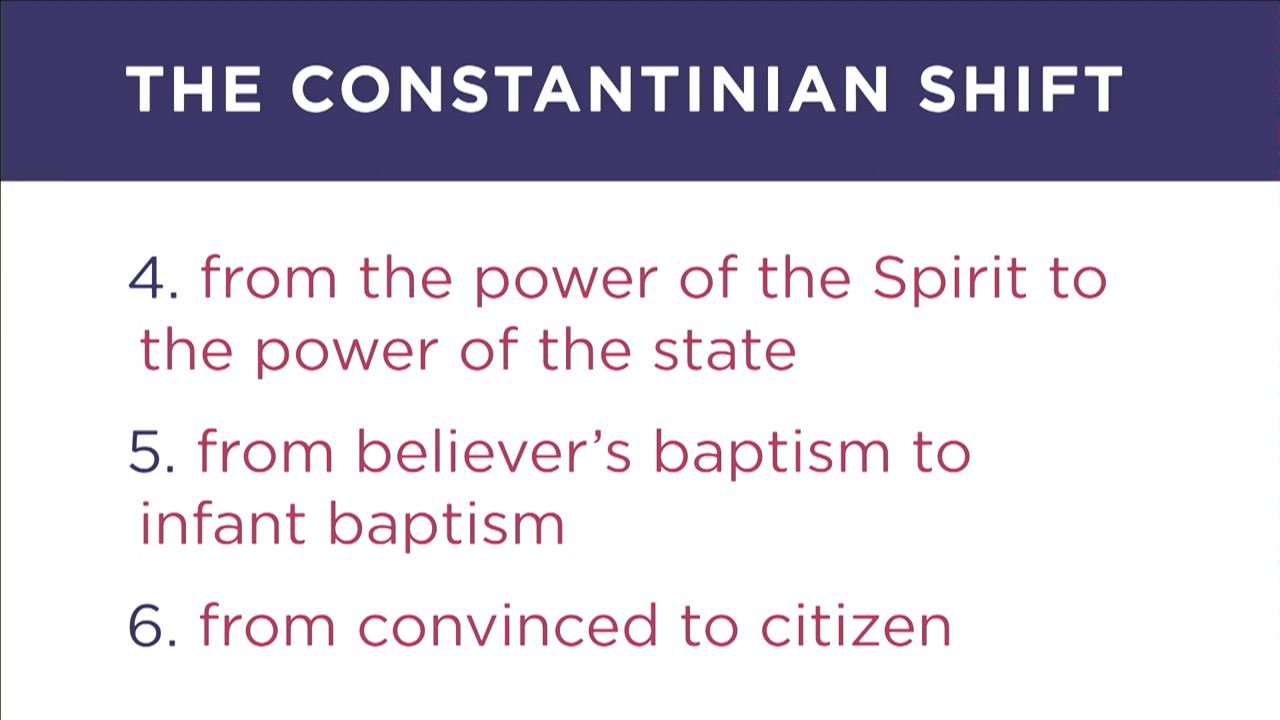 THE CONSTANTINIAN SHIFT
4. from the power of the Spirit to
the power of the state
5. from believer’s baptism to
infant baptism
6. from convinced to citizen